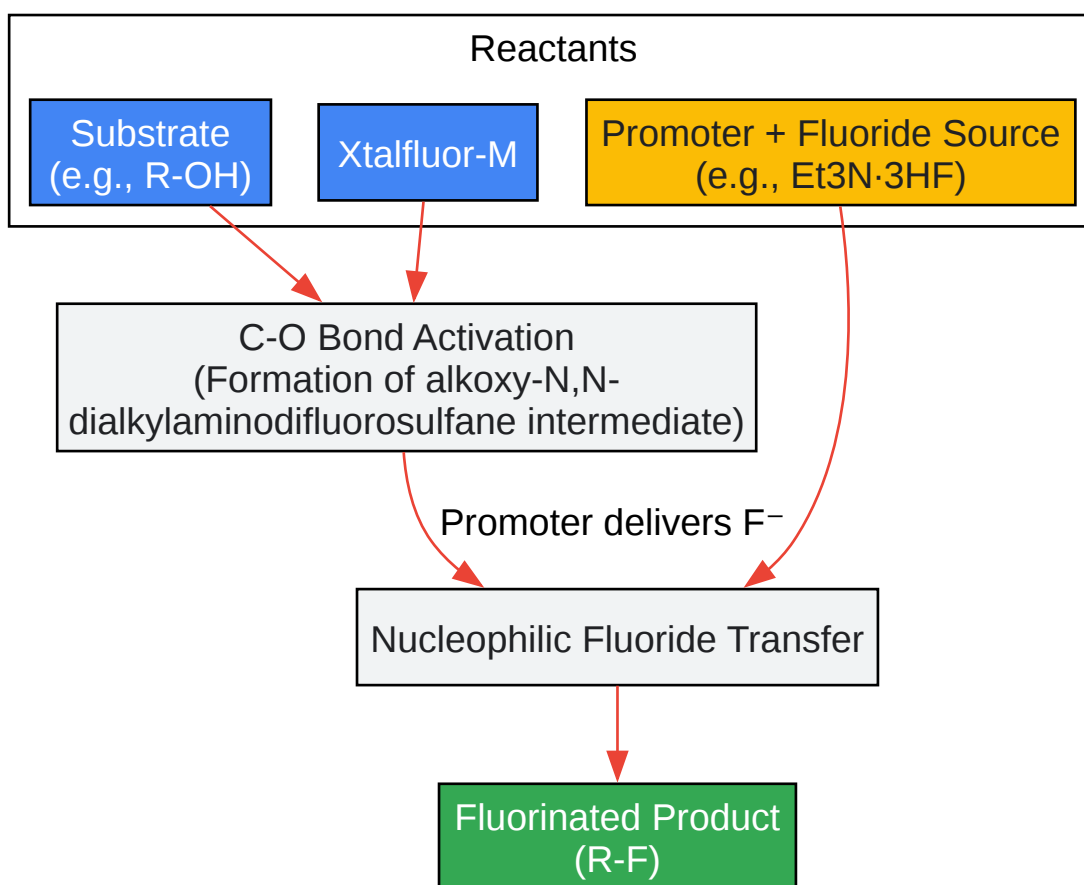 Reactants
Substrate
(e.g., R-OH)
Xtalfluor-M
Promoter + Fluoride Source
(e.g., Et3N·3HF)
C-O Bond Activation
(Formation of alkoxy-N,N-
dialkylaminodifluorosulfane intermediate)
Promoter delivers F⁻
Nucleophilic Fluoride Transfer
Fluorinated Product
(R-F)